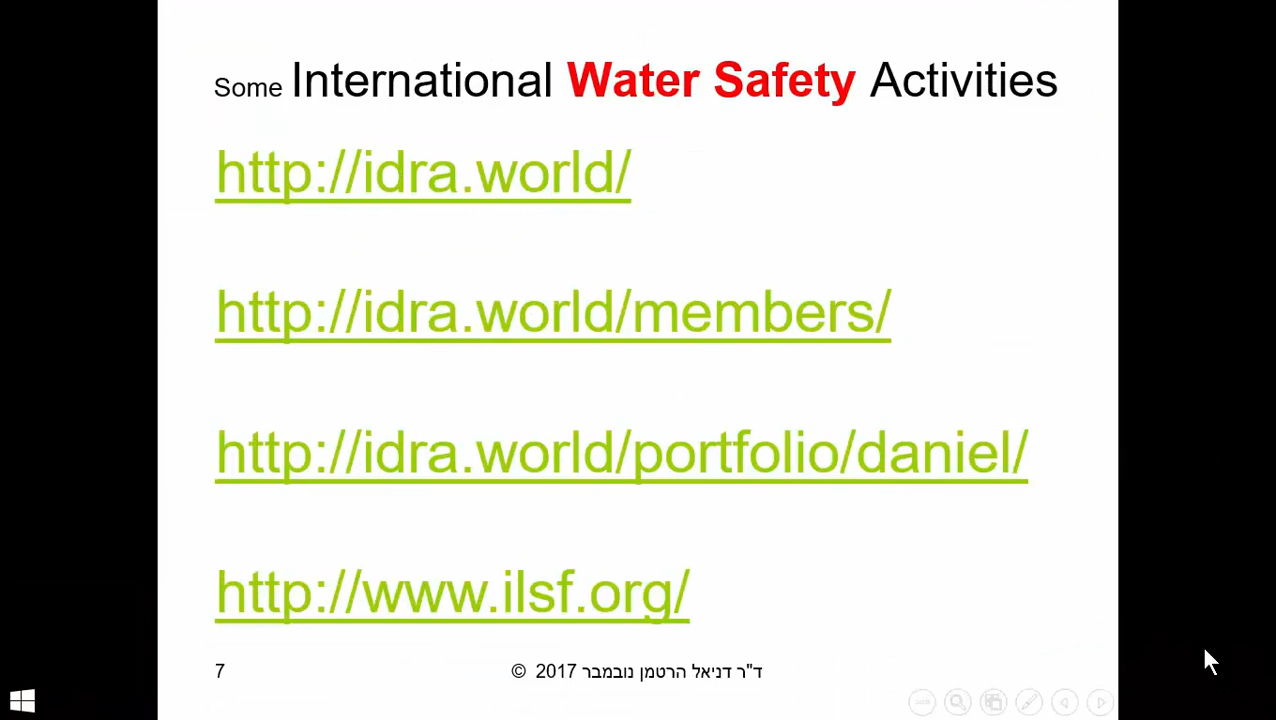 Some International Water Safety Activities
http://idra.world/
http://idra.world/members/
http://idra.world/portfolio/daniel/
http://www.ilsf.org/
7
ד"ר דניאל הרטמן נובמבר 2017 ©